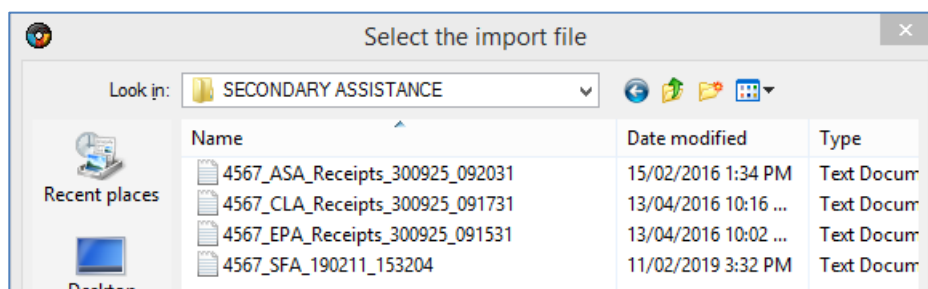 Select the import file
Look in: SECONDARY ASSISTANCE
Name Date modified Type
4567_ASA_Receipts_300925_092031 15/02/2016 1:34 PM Text Docum
4567_CLA_Receipts_300925_091731 13/04/2016 10:16 ... Text Docum
4567_EPA_Receipts_300925_091531 13/04/2016 10:02 ... Text Docum
4567_SFA_190211_153204 11/02/2019 3:32 PM Text Docum
Recent places
Desktop